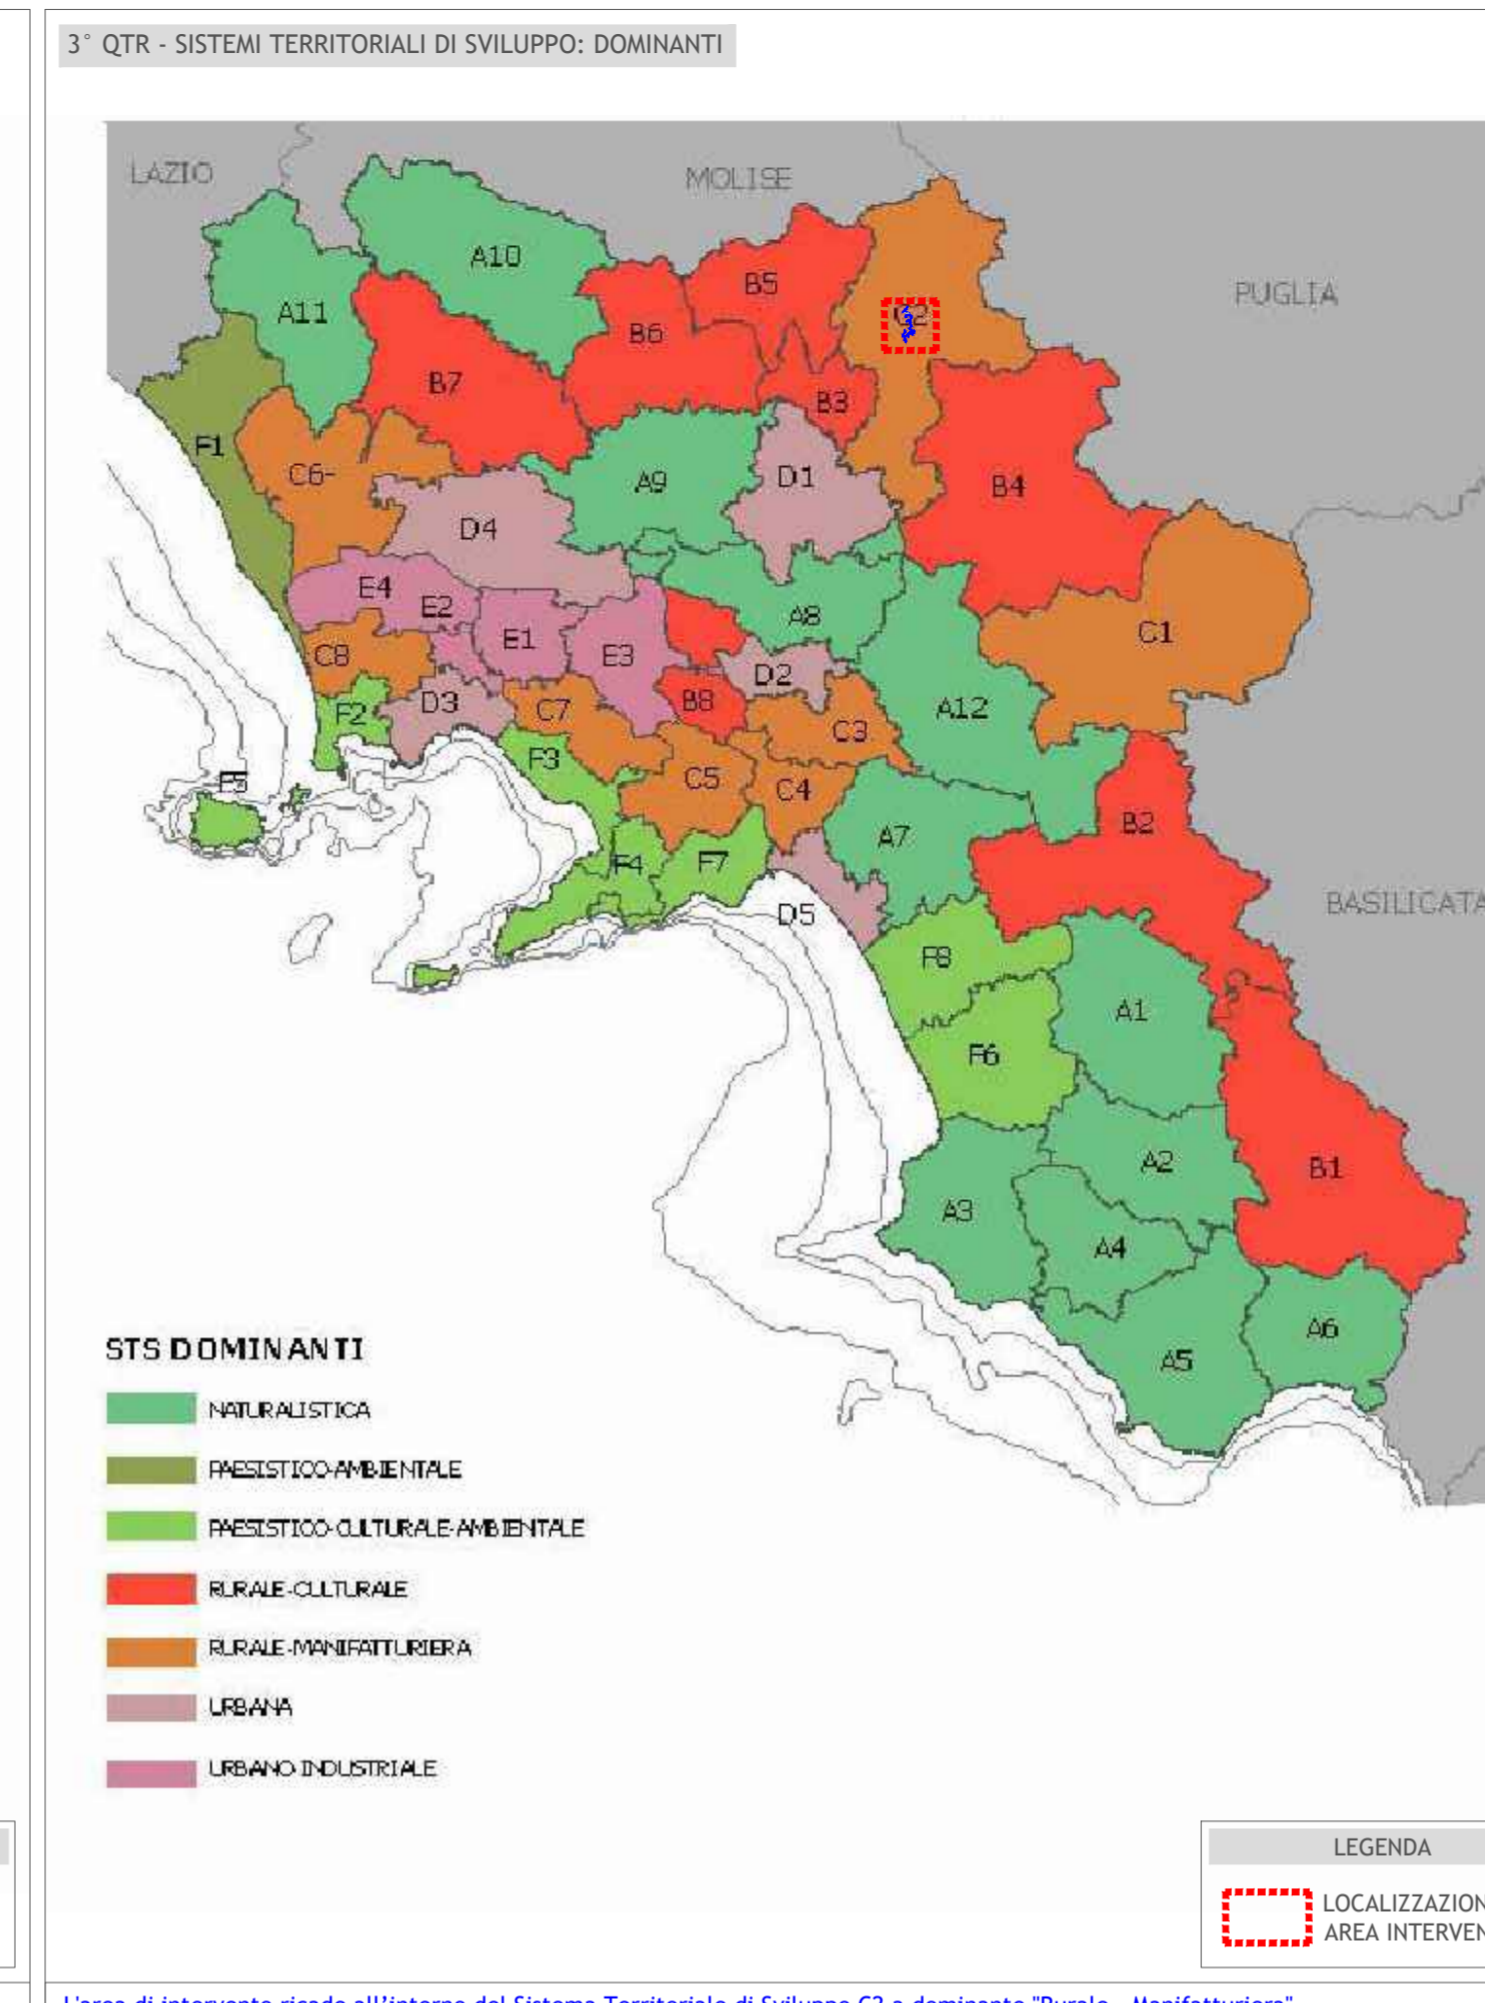 3° QTR - SISTEMI TERRITORIALI DI SVILUPPO: DOMINANTI
LAZIO
MOLISE
PUGLIA
BASILICATA
A10
A11
B5
B6
B7
B3
F1
C6-
A9
D1
B4
D4
E4
E2
E1
E3
A8
C1
C8
D2
B8
F2
D3
C7
C3
A12
F3
C5
C4
F5
A7
B2
F4
F7
D5
F8
A1
F6
A2
B1
A3
A4
A5
A6
STS DOMINANTI
NATURALISTICA
PAESISTICO-AMBIENTALE
PAESISTICO-CULTURALE-AMBIENTALE
RURALE-CULTURALE
RURALE-MANIFATTURIERA
URBANA
URBANO INDUSTRIALE
LEGENDA
LOCALIZZAZION
AREA INTERVEN